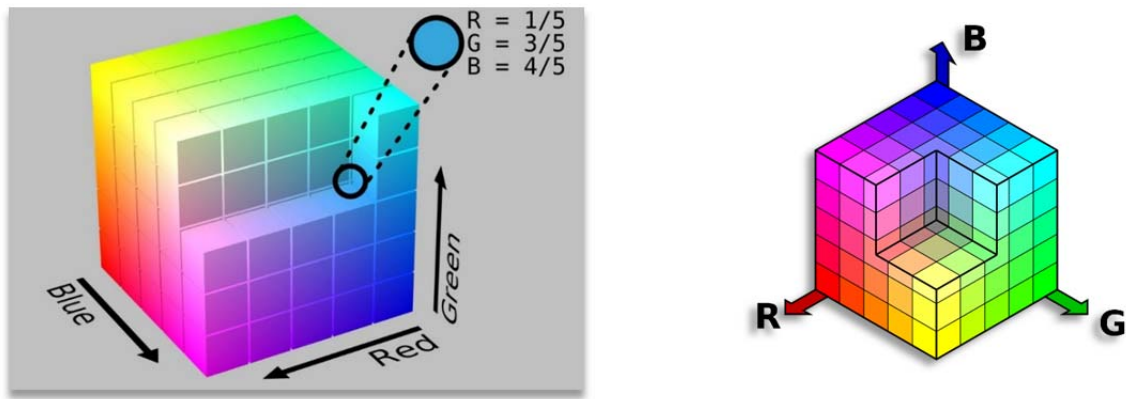 R = 1/5
G = 3/5
B = 4/5
Blue
Red
Green
B
R
G